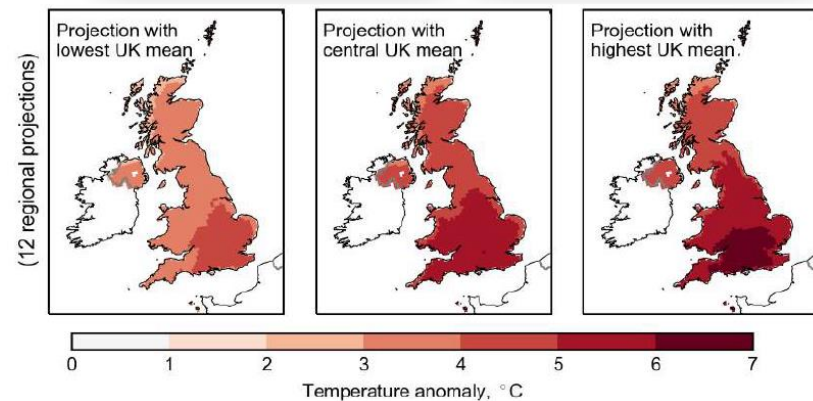 Projection with
lowest UK mean
Projection with
central UK mean
Projection with
highest UK mean
(12 regional projections)
0 1 2 3 4 5 6 7
Temperature anomaly, °C